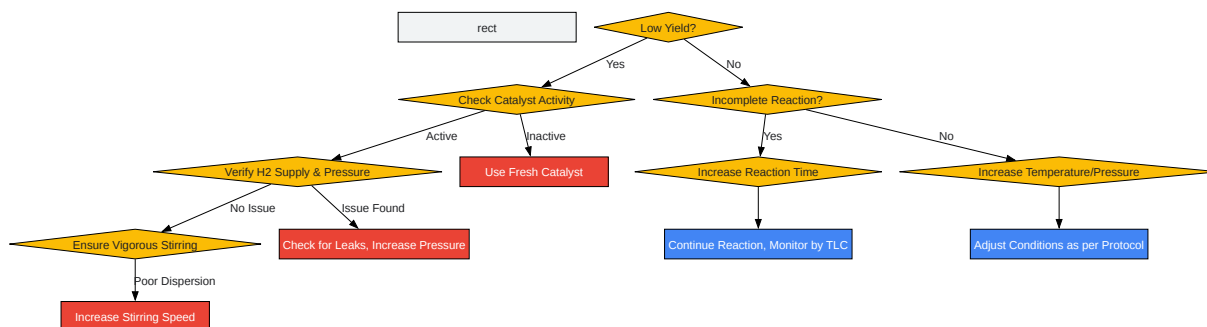 rect
Low Yield?
Yes
No
Check Catalyst Activity
Incomplete Reaction?
Active
Inactive
Yes
No
Verify H2 Supply & Pressure
Use Fresh Catalyst
Increase Reaction Time
Increase Temperature/Pressure
No Issue
Issue Found
Ensure Vigorous Stirring
Check for Leaks, Increase Pressure
Continue Reaction, Monitor by TLC
Adjust Conditions as per Protocol
Poor Dispersion
Increase Stirring Speed